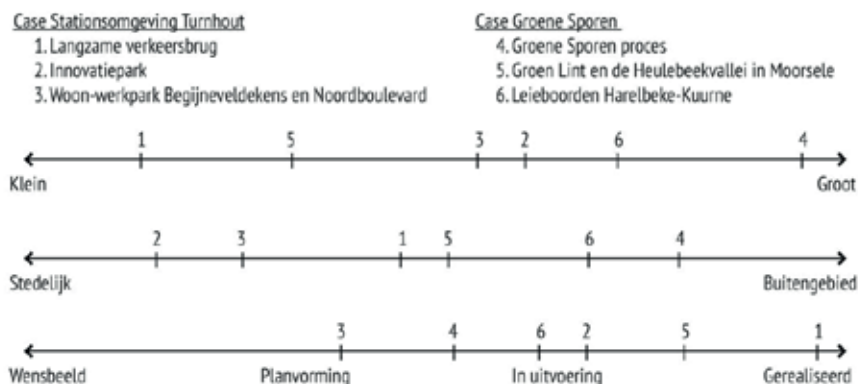 Case Stationsomgeving Turnhout
1. Langzame verkeersbrug
2. Innovatiepark
3. Woon-werkpark Begijneveldekens en Noordboulevard
Case Groene Sporen
4. Groene Sporen proces
5. Groen Lint en de Heulebeekvallei in Moorsele
6. Leieboorden Harelbeke-Kuurne
1 5 3 2 6 4
Klein Groot
2 3 1 5 6 4
Stedelijk Buitengebied
3 4 6 2 5 1
Wensbeeld Planvorming In uitvoering Gerealiseerd